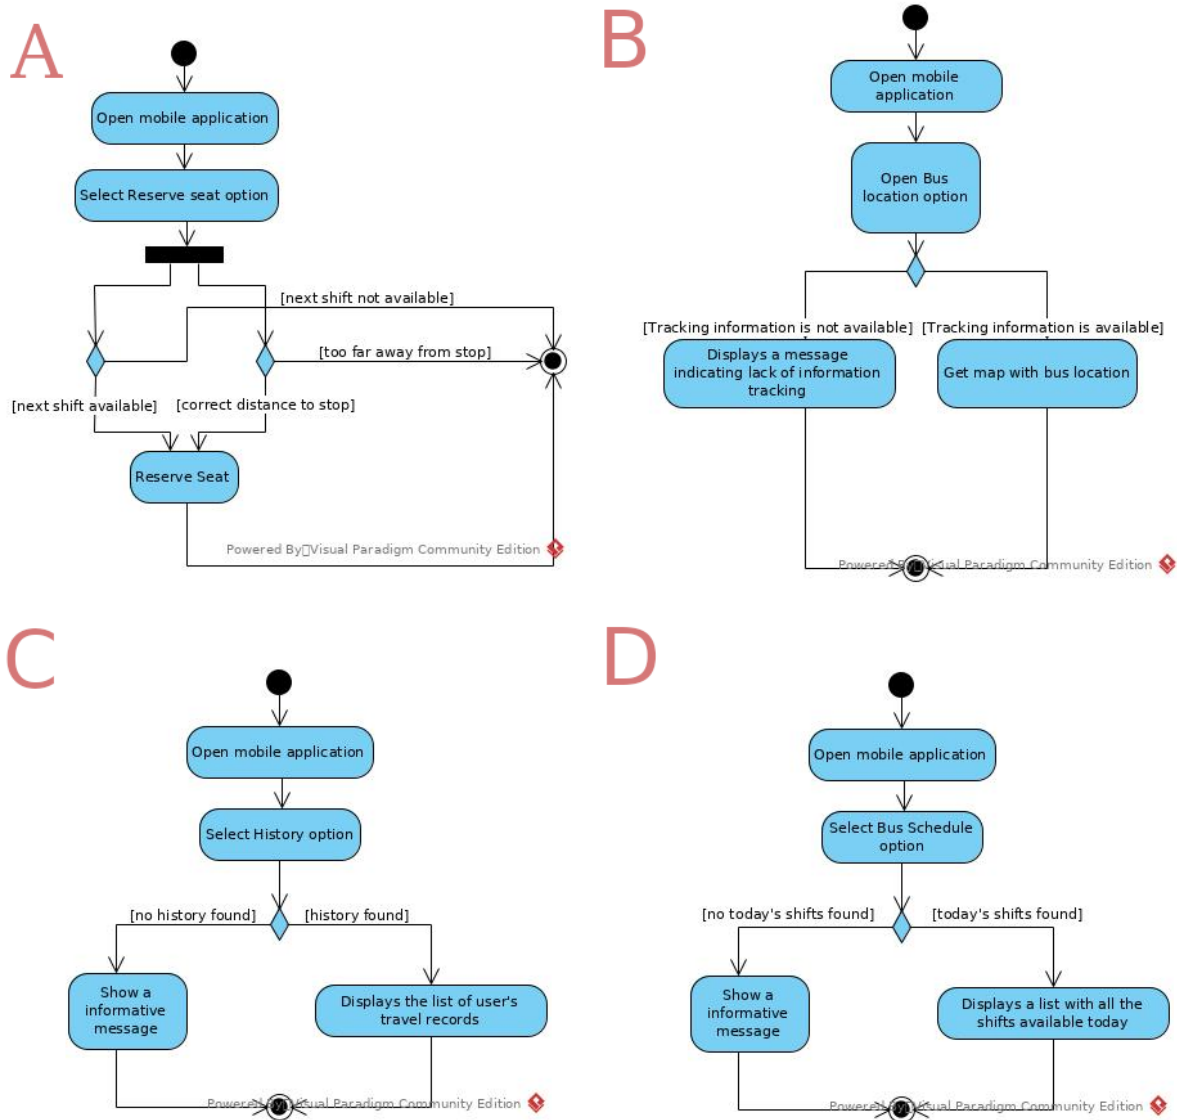 A
Open mobile application
Select Reserve seat option
[next shift not available]
[too far away from stop]
[next shift available]
[correct distance to stop]
Reserve Seat
Powered By Visual Paradigm Community Edition
B
Open mobile
application
Open Bus
location option
[Tracking information is not available]
[Tracking information is available]
Displays a message
indicating lack of information
tracking
Get map with bus location
Powered By Visual Paradigm Community Edition
C
Open mobile application
Select History option
[no history found]
[history found]
Show a
informative
message
Displays the list of user's
travel records
Powered By Visual Paradigm Community Edition
D
Open mobile application
Select Bus Schedule
option
[no today's shifts found]
[today's shifts found]
Show a
informative
message
Displays a list with all the
shifts available today
Powered By Visual Paradigm Community Edition